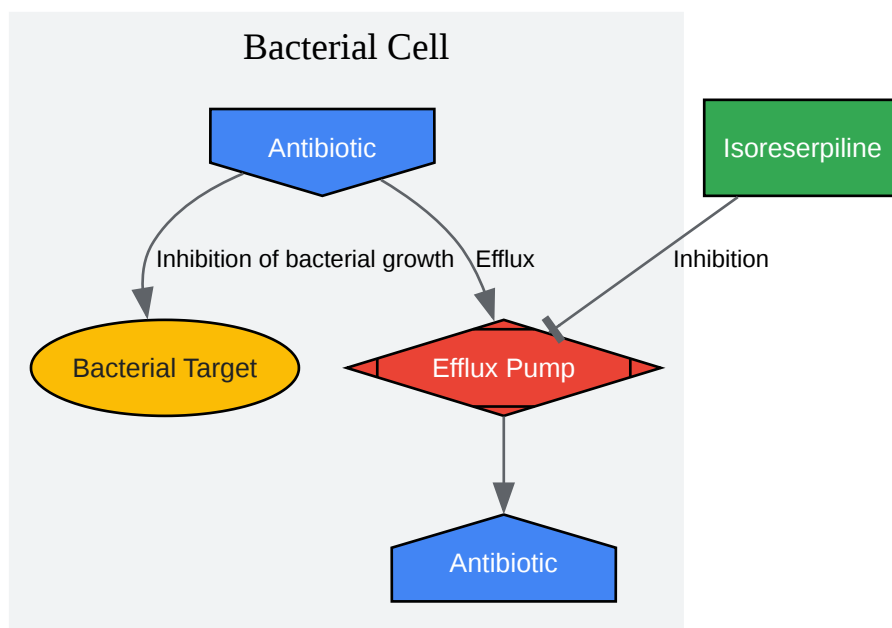 Bacterial Cell
Antibiotic
Isoreserpiline
Inhibition of bacterial growth
Efflux
Inhibition
Bacterial Target
Efflux Pump
Antibiotic